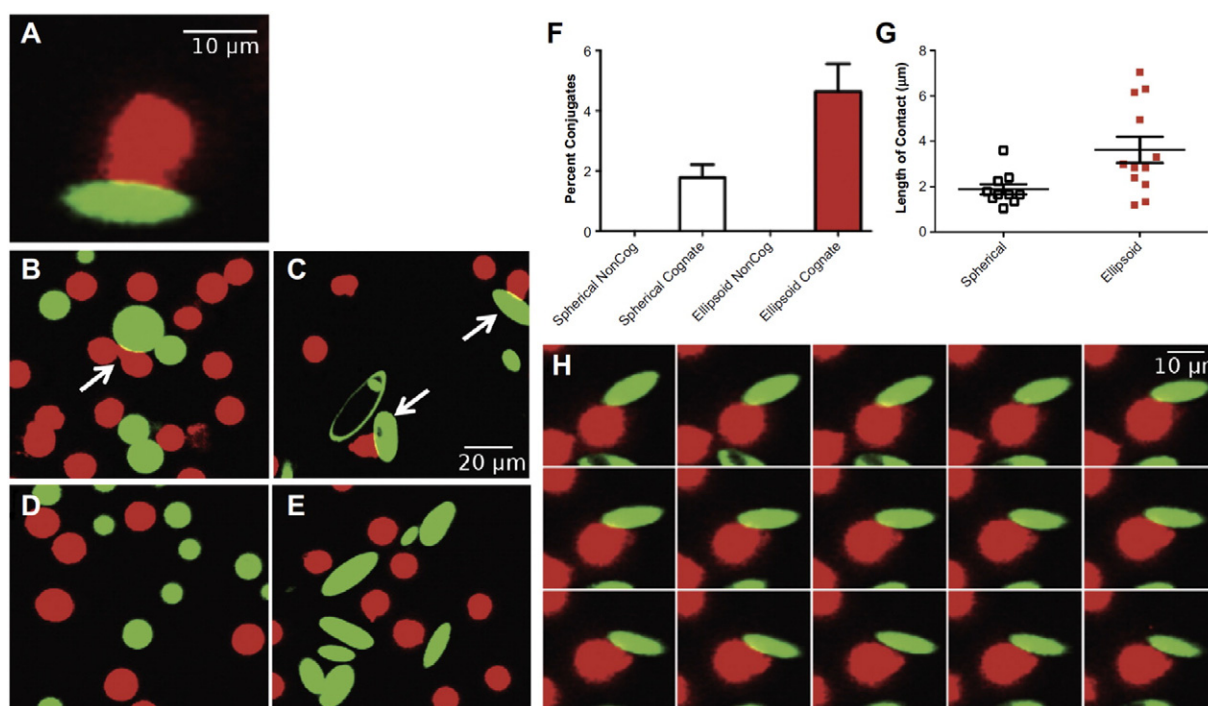 A
10 µm
B
C
20 µm
D
E
F
Percent Conjugates
6
4
2
0
Spherical NonCog
Spherical Cognate
Ellipsoid NonCog
Ellipsoid Cognate
G
Length of Contact (µm)
8
6
4
2
0
Spherical
Ellipsoid
H
10 µm